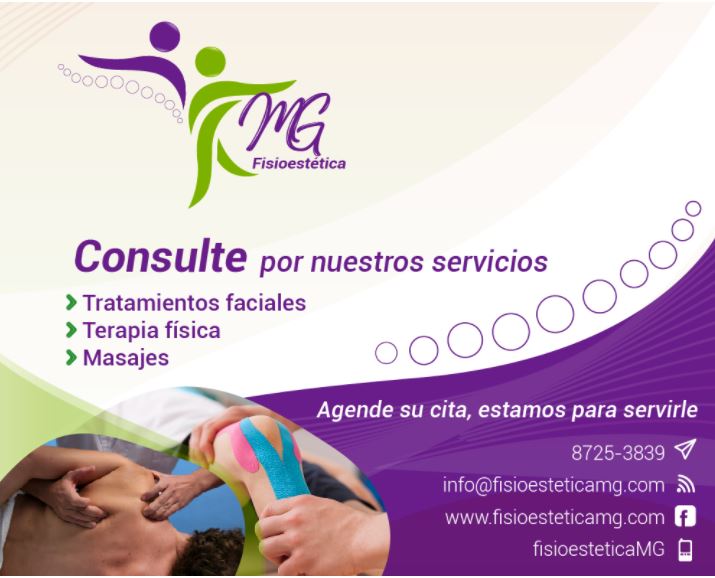 MG
Fisioestética
Consulte por nuestros servicios
Tratamientos faciales
Terapia física
Masajes
Agende su cita, estamos para servirle
8725-3839
info@fisioesteticamg.com
www.fisioesteticamg.com
fisioesteticaMG